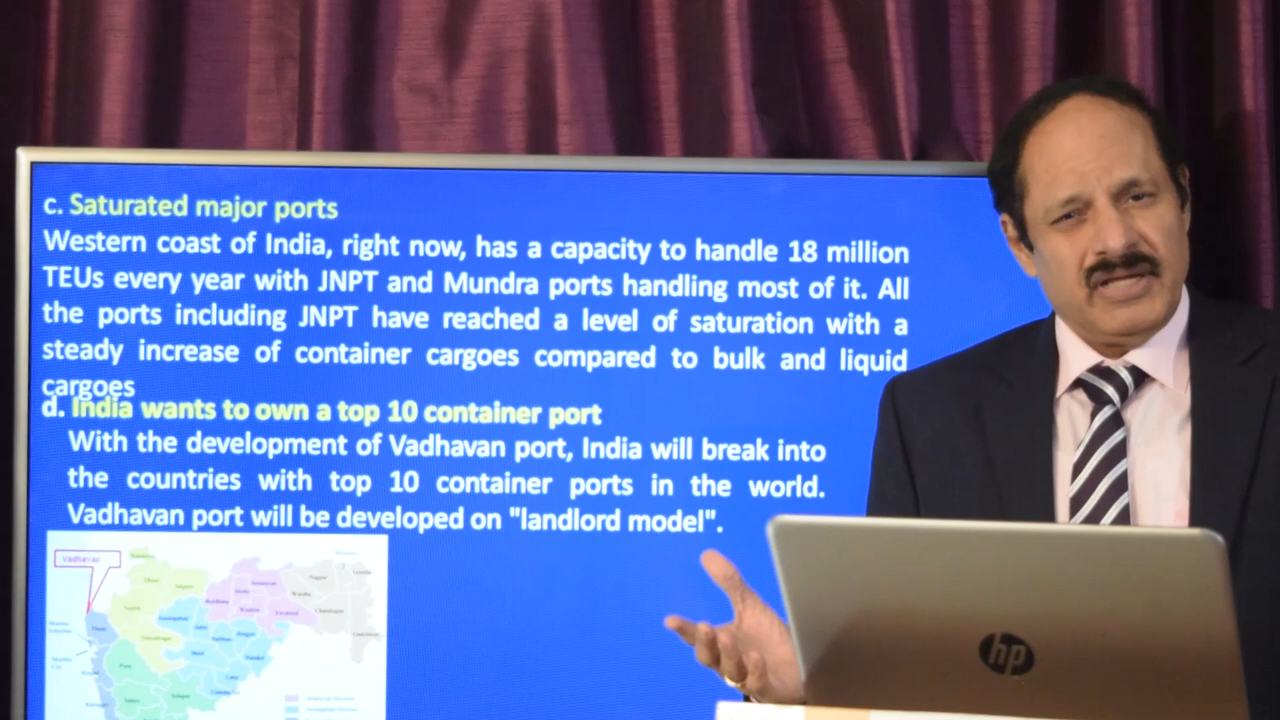 c. Saturated major ports
Western coast of India, right now, has a capacity to handle 18 million
TEUs every year with JNPT and Mundra ports handling most of it. All
the ports including JNPT have reached a level of saturation with a
steady increase of container cargoes compared to bulk and liquid
cargoes
d. India wants to own a top 10 container port
With the development of Vadhavan port, India will break into
the countries with top 10 container ports in the world.
Vadhavan port will be developed on "landlord model".
Vadhavan
hp